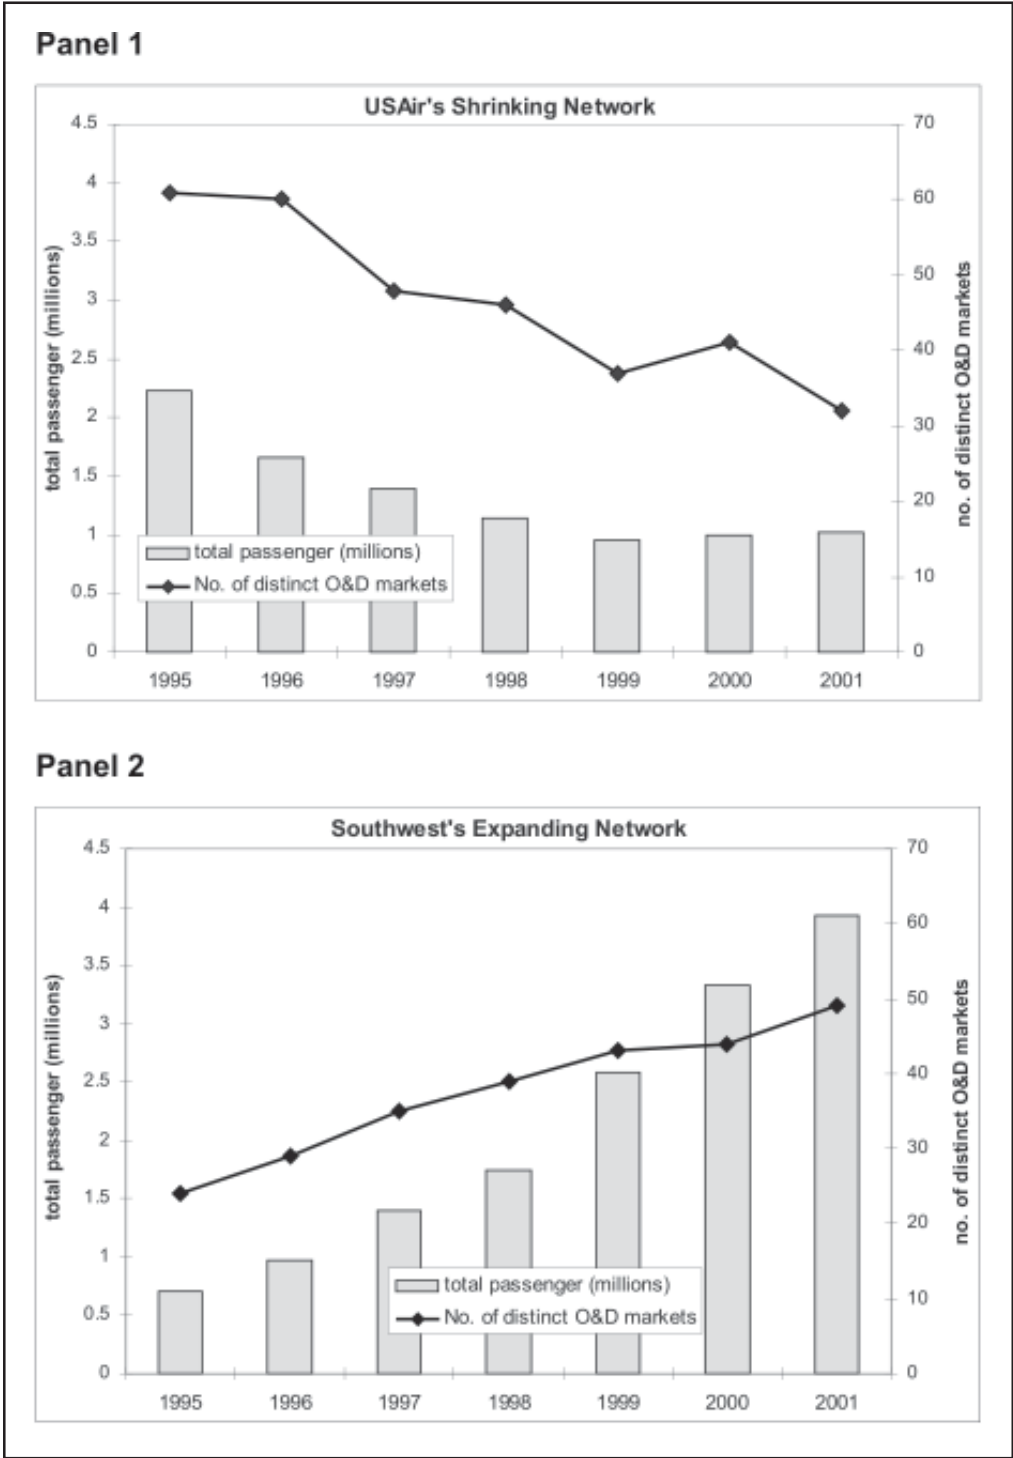 Panel 1
USAir's Shrinking Network
4.5
4
3.5
3
2.5
2
1.5
1
0.5
0
70
60
50
40
30
20
10
0
total passenger (millions)
no. of distinct O&D markets
total passenger (millions)
No. of distinct O&D markets
1995 1996 1997 1998 1999 2000 2001
Panel 2
Southwest's Expanding Network
4.5
4
3.5
3
2.5
2
1.5
1
0.5
0
70
60
50
40
30
20
10
0
total passenger (millions)
no. of distinct O&D markets
total passenger (millions)
No. of distinct O&D markets
1995 1996 1997 1998 1999 2000 2001